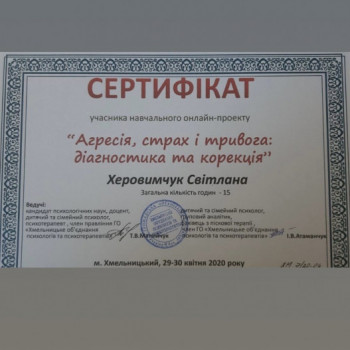 СЕРТИФІКАТ
учасника навчального онлайн-проекту
"Агресія, страх і тривога:
діагностика та корекція"
Херовимчук Світлана
Загальна кількість годин - 15
Ведучі:
кандидат психологічних наук, доцент,
дитячий та сімейний психолог,
психотерапевт, член правління ГО
«Хмельницьке об'єднання
психологів та психотерапевтів»
дитячий та сімейний психолог,
груповий аналітик,
фахівець з пісочної терапії,
член ГО «Хмельницьке об'єднання
психологів та психотерапевтів»
І.В.Агаманчук
м. Хмельницький, 29-30 квітня 2020 року